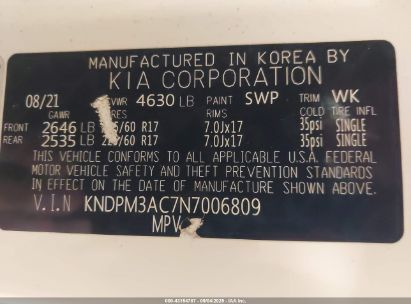 MANUFACTURED IN KOREA BY
KIA CORPORATION
08/21 GVWR 4630 LB PAINT SWP TRIM WK
GAWR RIMS COLD TIRE INFL
FRONT 2646 LB /60 R17 7.0Jx17 35psi SINGLE
REAR 2535 LB /60 R17 7.0Jx17 35psi SINGLE
THIS VEHICLE CONFORMS TO ALL APPLICABLE U.S.A. FEDERAL
MOTOR VEHICLE SAFETY AND THEFT PREVENTION STANDARDS
IN EFFECT ON THE DATE OF MANUFACTURE SHOWN ABOVE.
V.I.N KNDPM3AC7N7006809
MPV